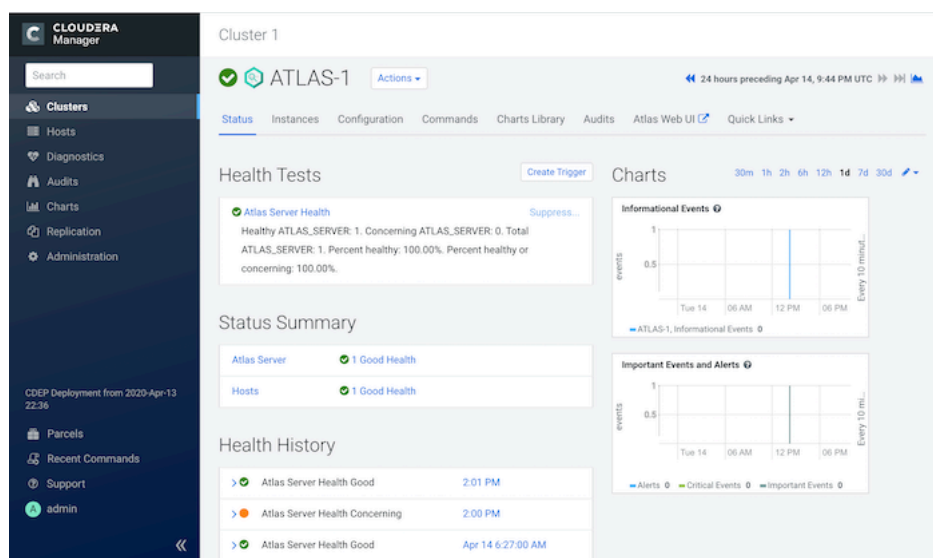 CLOUDERA
Manager
Search
Clusters
Hosts
Diagnostics
Audits
Charts
Replication
Administration
CDEP Deployment from 2020-Apr-13
22:36
Parcels
Recent Commands
Support
A admin
Cluster 1
ATLAS-1
Actions
24 hours preceding Apr 14, 9:44 PM UTC
Status Instances Configuration Commands Charts Library Audits Atlas Web UI Quick Links
Health Tests
Create Trigger
Atlas Server Health Suppress...
Healthy ATLAS_SERVER: 1. Concerning ATLAS_SERVER: 0. Total
ATLAS_SERVER: 1. Percent healthy: 100.00%. Percent healthy or
concerning: 100.00%.
Status Summary
Atlas Server 1 Good Health
Hosts 1 Good Health
Health History
Atlas Server Health Good 2:01 PM
Atlas Server Health Concerning 2:00 PM
Atlas Server Health Good Apr 14 6:27:00 AM
Charts
30m 1h 2h 6h 12h 1d 7d 30d
Informational Events
events
1
0.5
Tue 14 06 AM 12 PM 06 PM
Every 10 minut...
ATLAS-1, Informational Events 0
Important Events and Alerts
events
1
0.5
Tue 14 06 AM 12 PM 06 PM
Every 10 mi...
Alerts 0 Critical Events 0 Important Events 0